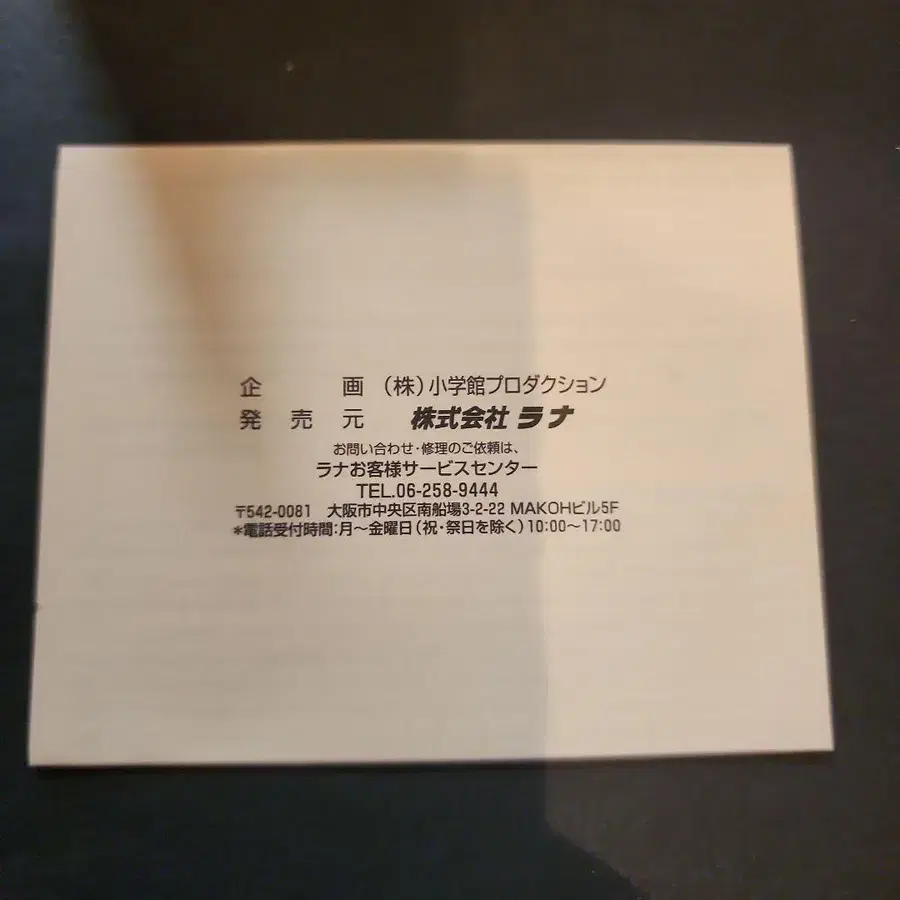 企画 (株)小学館プロダクション
発売元 株式会社 ラナ
お問い合わせ・修理のご依頼は、
ラナお客様サービスセンター
TEL.06-258-9444
〒542-0081 大阪市中央区南船場3-2-22 MAKOHビル5F
*電話受付時間:月〜金曜日(祝・祭日を除く)10:00〜17:00